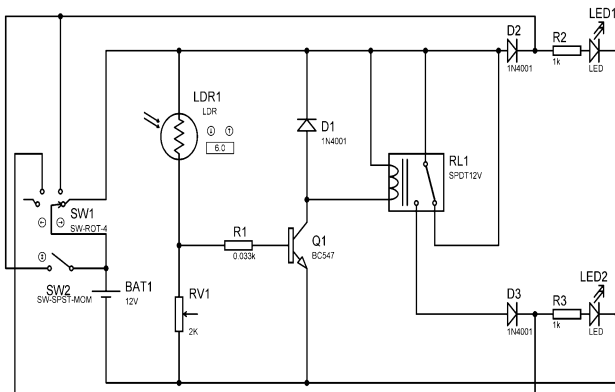 LED1
D2
R2
1N4001
1k
LED
LDR1
LDR
6.0
D1
1N4001
RL1
SPDT12V
SW1
SW-ROT-4
R1
0.033k
Q1
BC547
SW2
SW-SPST-MOM
BAT1
12V
RV1
2K
LED2
D3
R3
1N4001
1k
LED